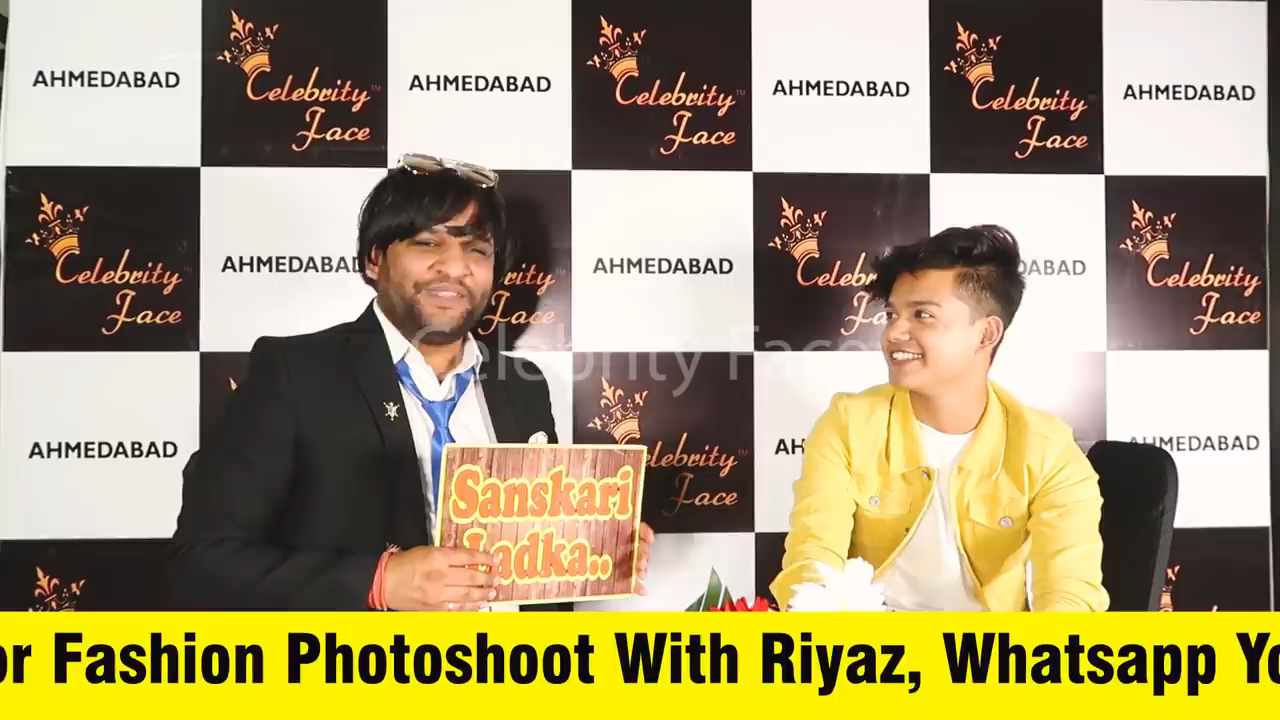 AHMEDABAD
Celebrity
Face
AHMEDABAD
Celebrity
Face
AHMEDABAD
Celebrity
Face
AHMEDABAD
Celebrity
Face
AHMEDABAD
AHMEDABAD
Celebrity
Face
Celebrity
Face
Celebrity Face
AHMEDABAD
Celebrity
Face
AHMEDABAD
Sanskari
Ladka..
or Fashion Photoshoot With Riyaz, Whatsapp Yo